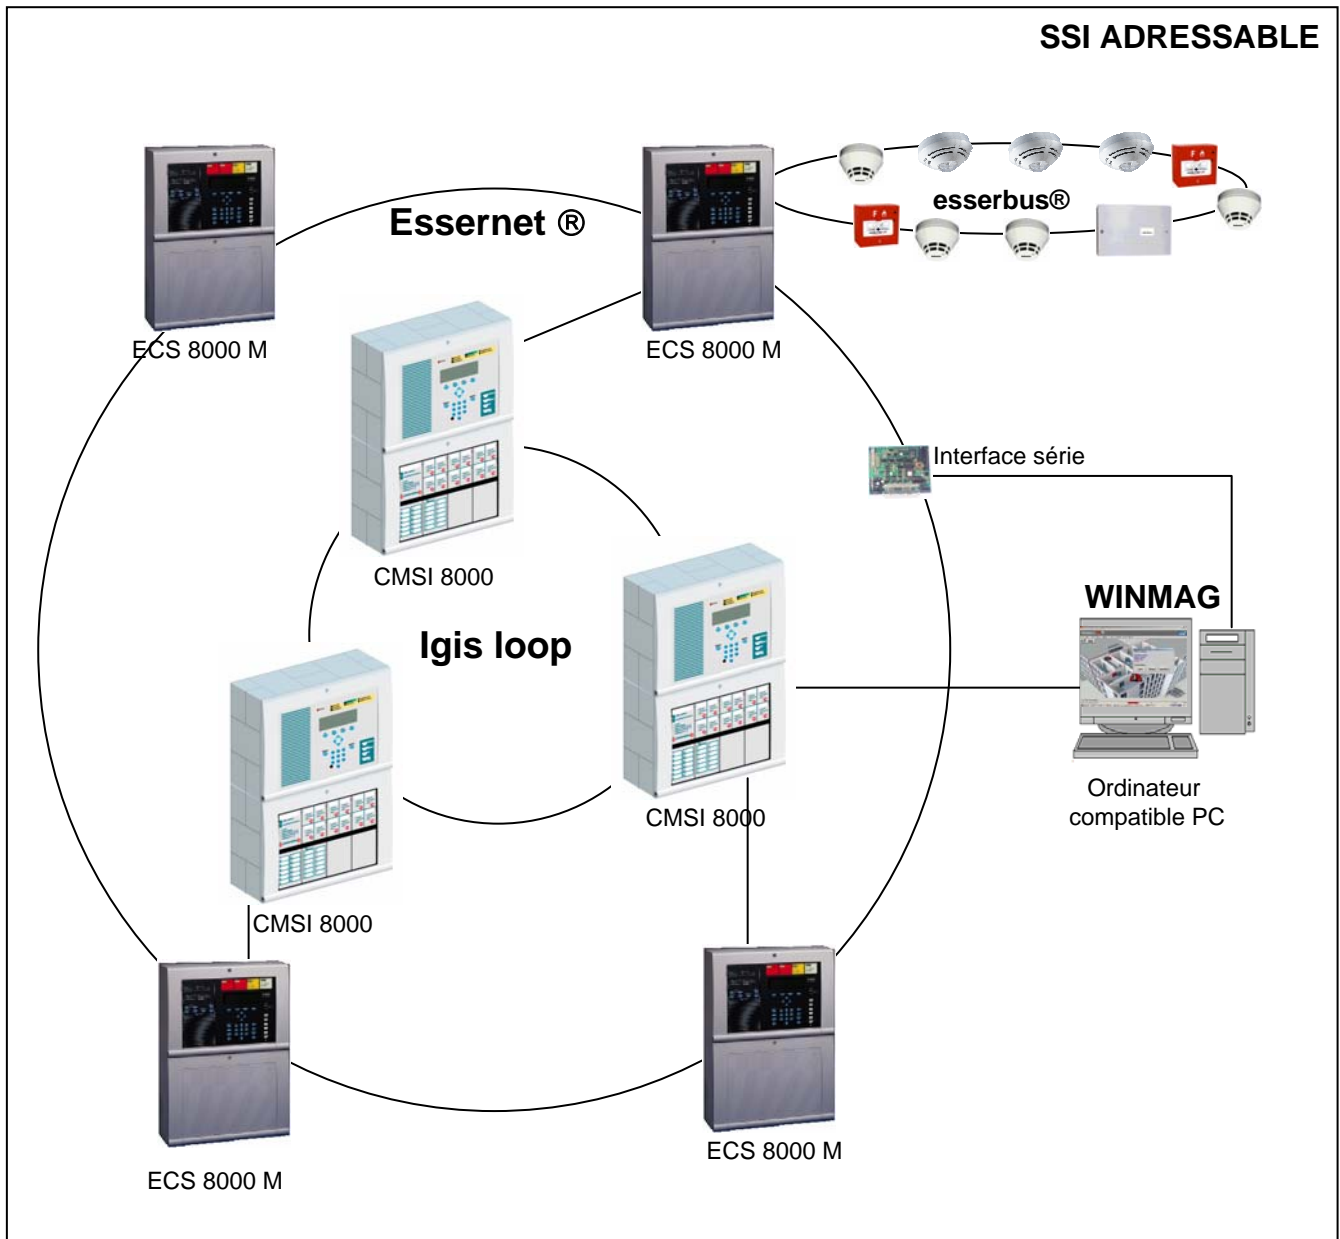 SSI ADRESSABLE
esserbus®
Essernet ®
ECS 8000 M
ECS 8000 M
Interface série
CMSI 8000
WINMAG
Igis loop
Ordinateur
compatible PC
CMSI 8000
CMSI 8000
ECS 8000 M
ECS 8000 M